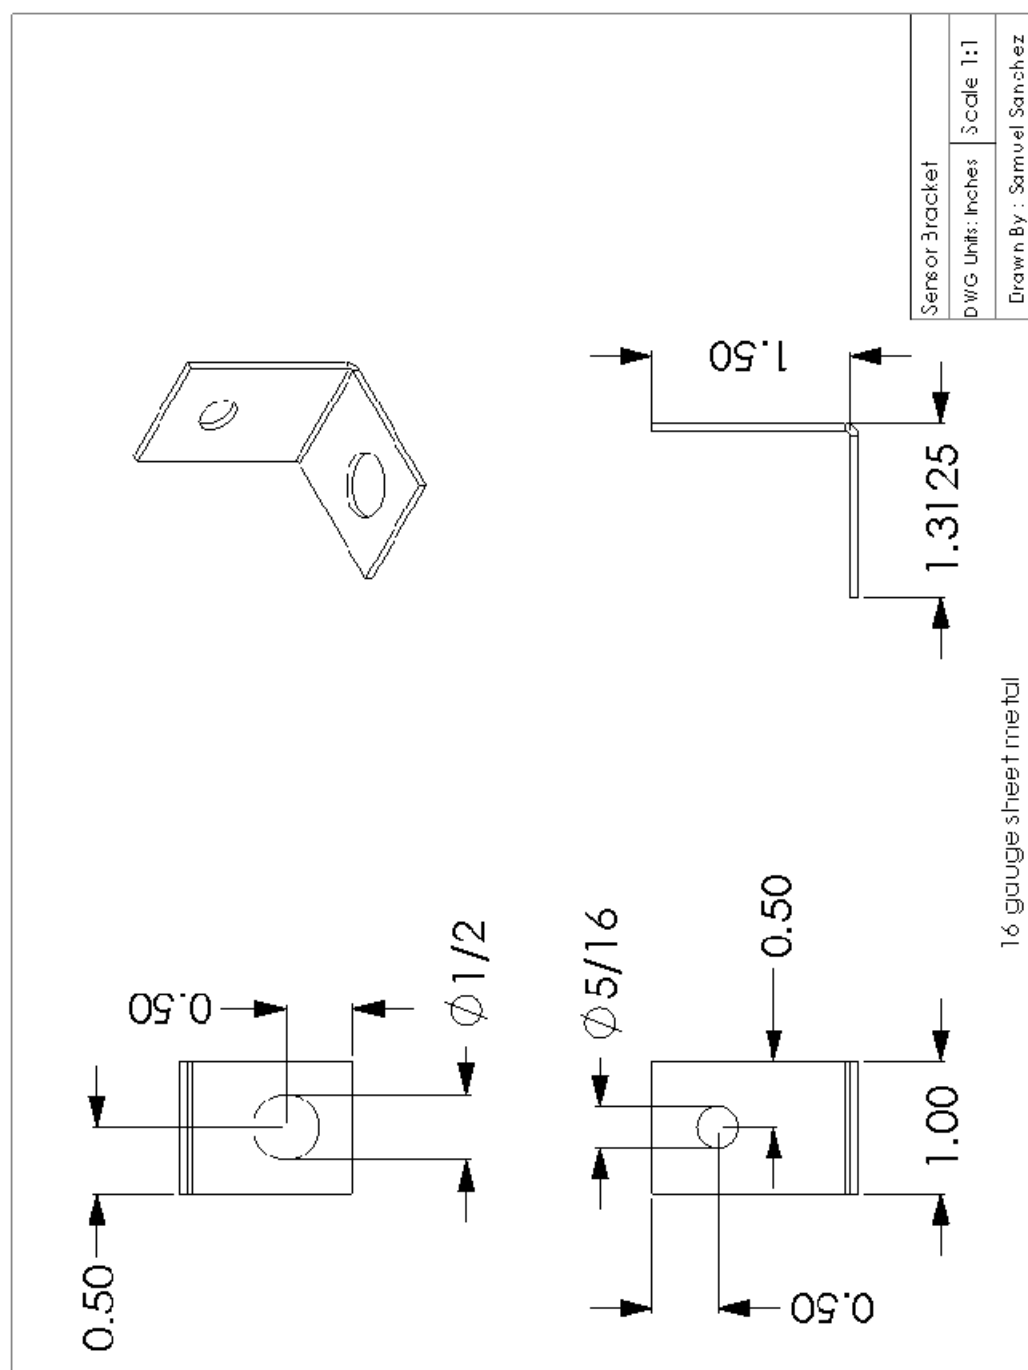 0.50
0.50
Ø1/2
Ø5/16
0.50
0.50
1.00
1.50
1.3125
16 gauge sheet metal
Sensor Bracket
DWG Units: Inches
Scale 1:1
Drawn By : Samuel Sanchez